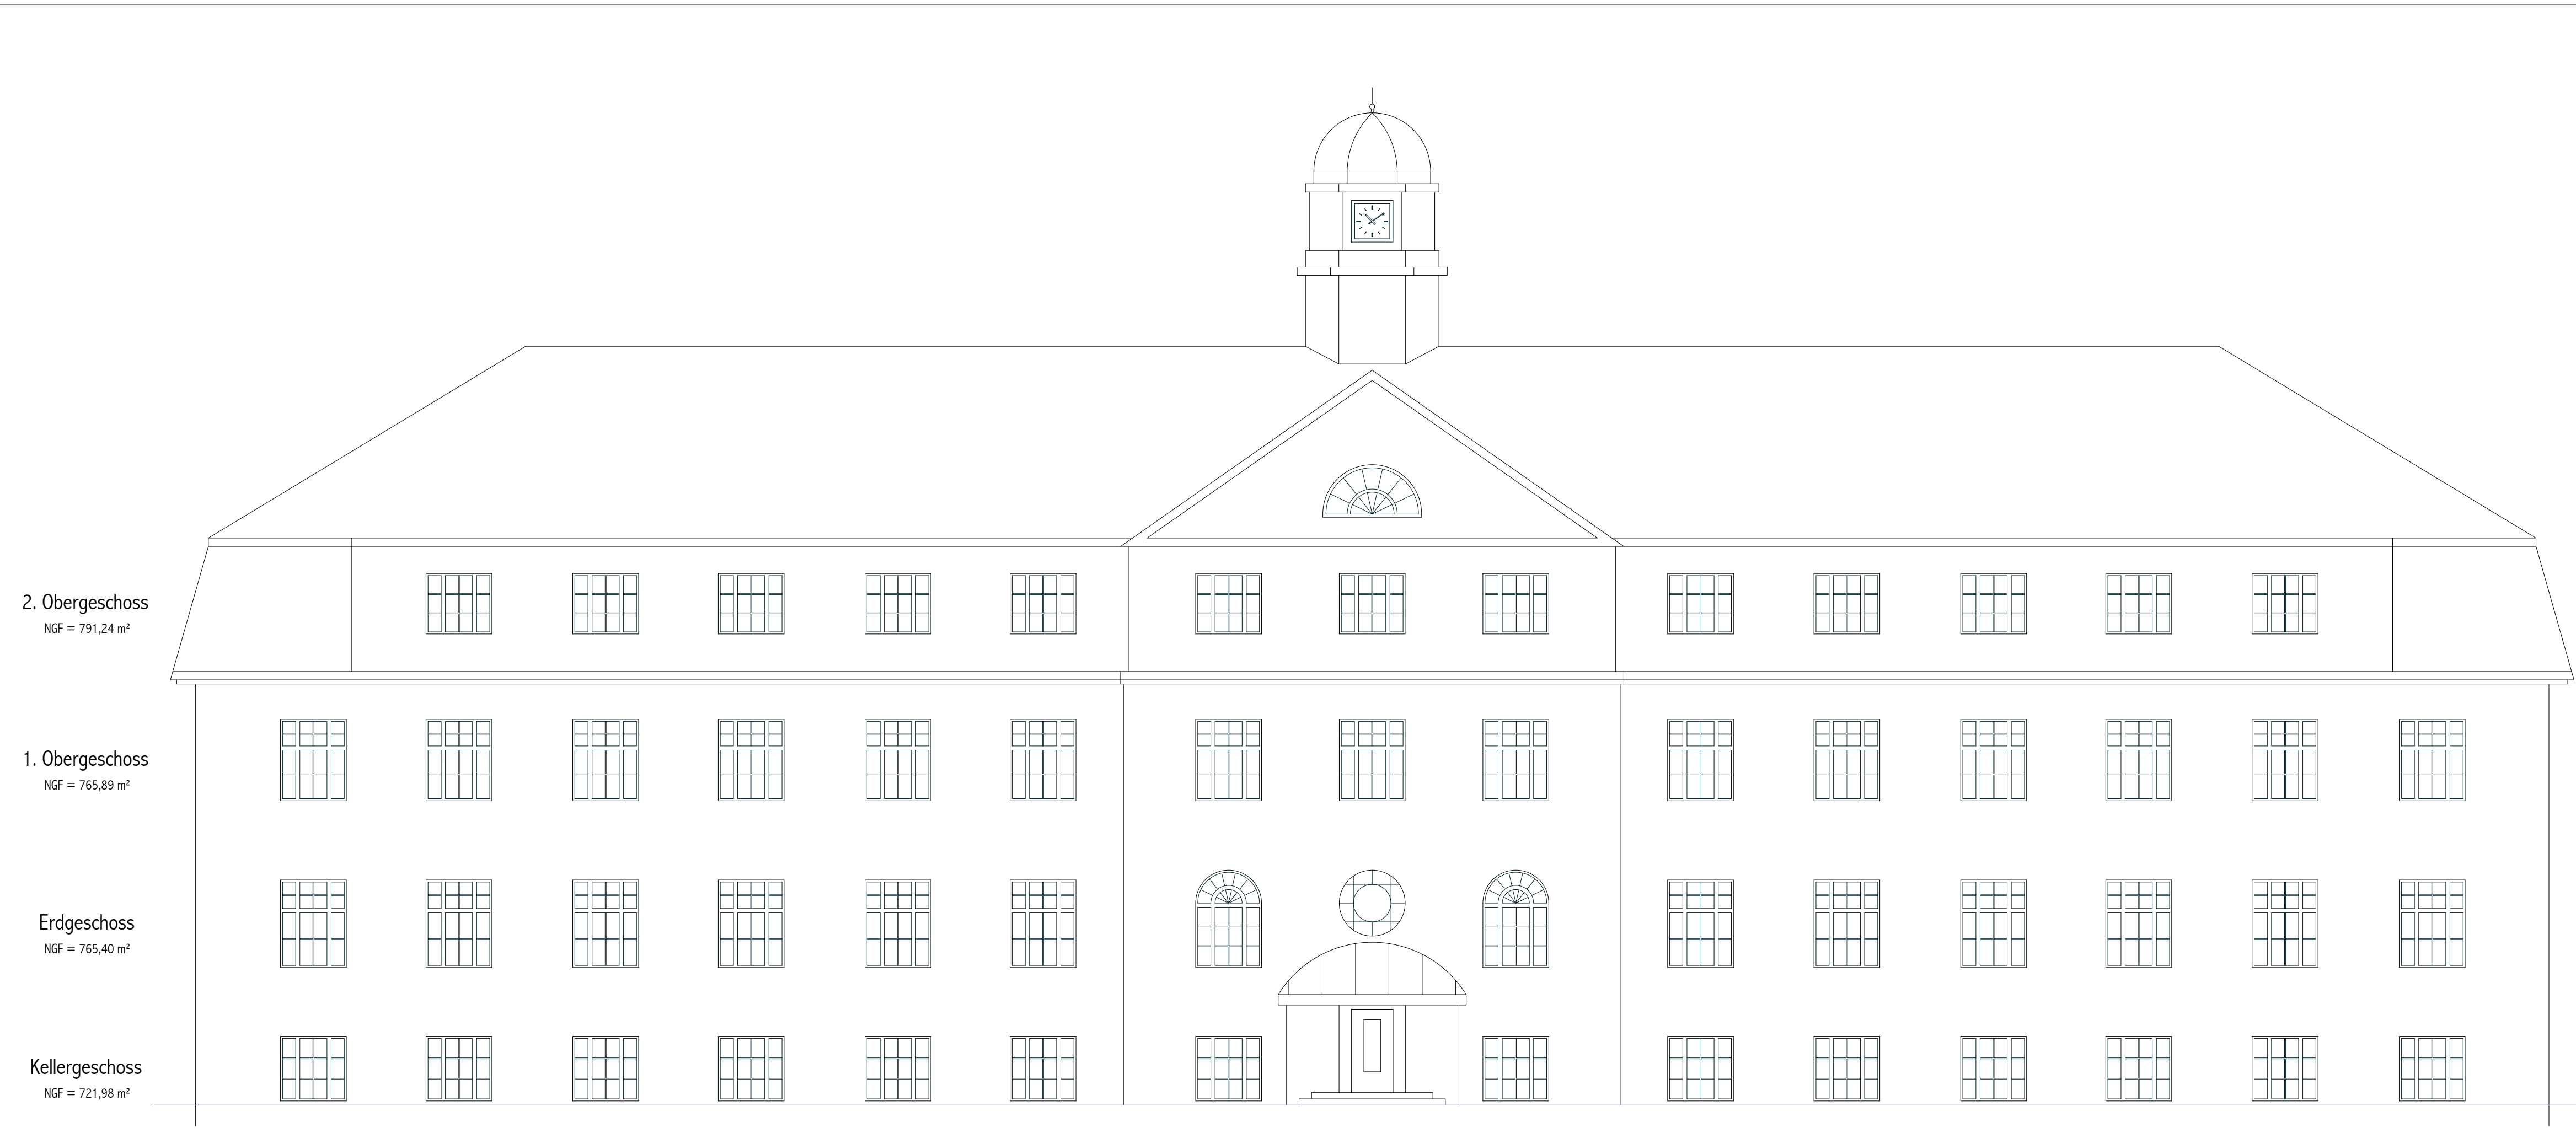 2. Obergeschoss
NGF = 791,24 m²
1. Obergeschoss
NGF = 765,89 m²
Erdgeschoss
NGF = 765,40 m²
Kellergeschoss
NGF = 721,98 m²